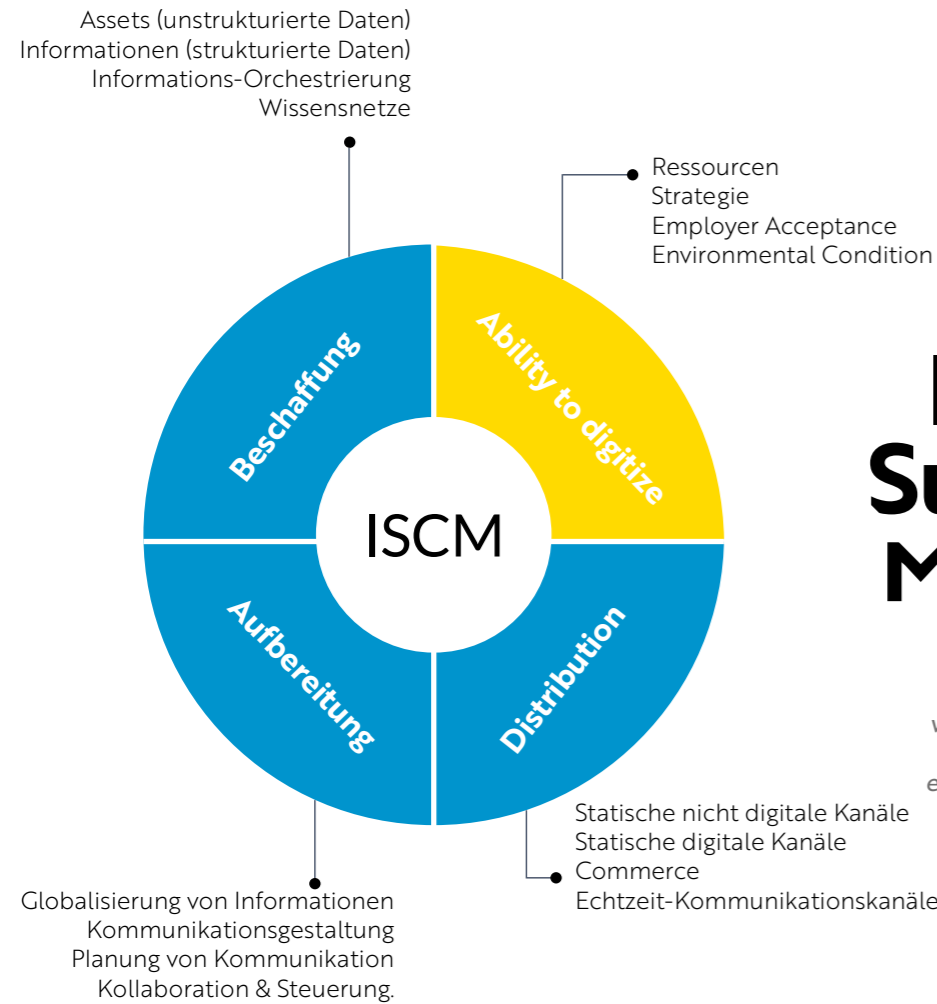 Assets (unstrukturierte Daten)
Informationen (strukturierte Daten)
Informations-Orchestrierung
Wissensnetze
Ressourcen
Strategie
Employer Acceptance
Environmental Condition
Beschaffung
Ability to digitize
ISCM
Aufbereitung
Distribution
Su
M
w
e
Statische nicht digitale Kanäle
Statische digitale Kanäle
Commerce
Echtzeit-Kommunikationskanäle
Globalisierung von Informationen
Kommunikationsgestaltung
Planung von Kommunikation
Kollaboration & Steuerung.